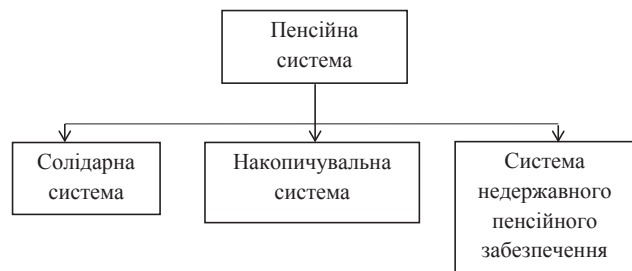 Пенсійна
система
Солідарна
система
Накопичувальна
система
Система
недержавного
пенсійного
забезпечення